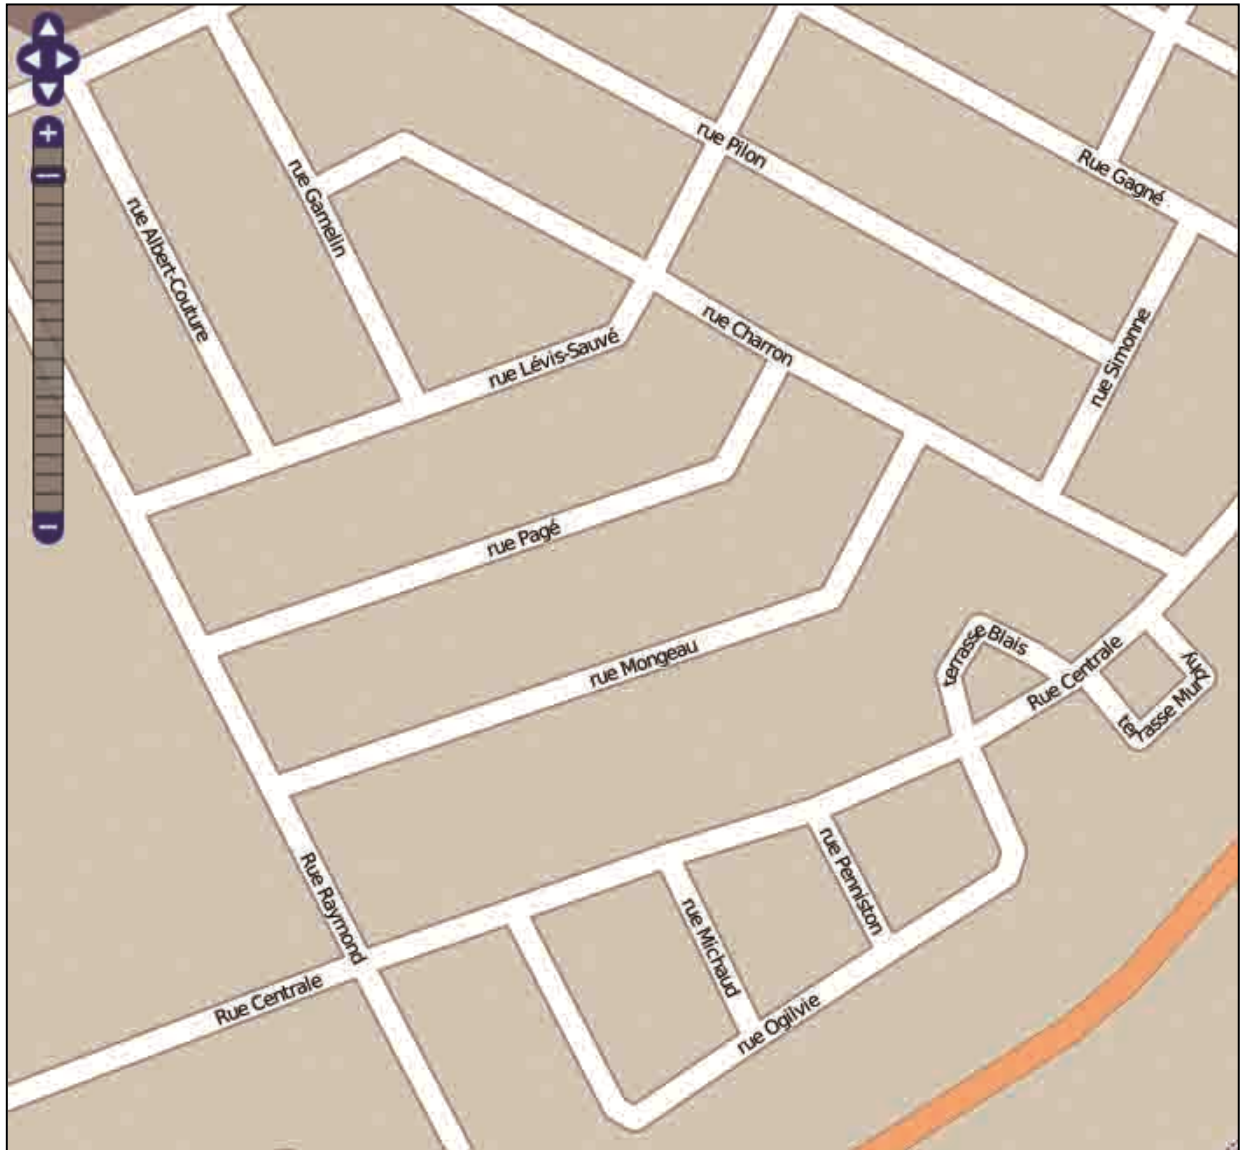 rue Pilon
Rue Gagné
rue Gamelin
rue Albert-Couture
rue Charron
rue Lévis-Sauvé
rue Simonne
rue Pagé
rue Mongeau
terrasse Blais
Rue Centrale
terrasse Murphy
rue Penniston
Rue Raymond
rue Michaud
Rue Centrale
rue Ogilvie